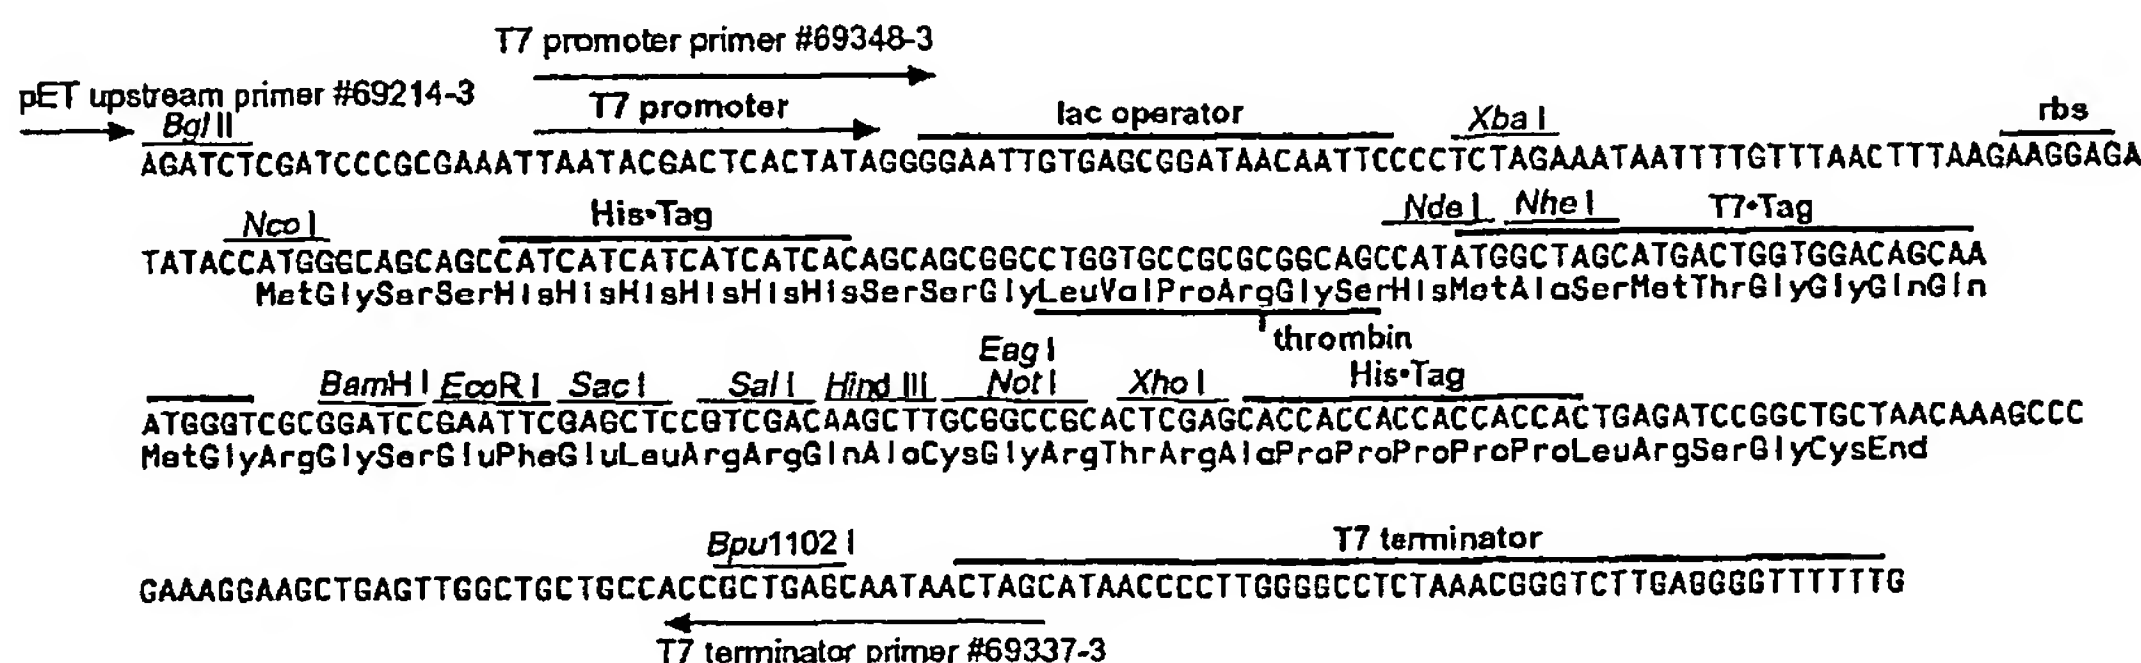 T7 promoter primer #69348-3
pET upstream primer #69214-3
Bgl II T7 promoter lac operator Xba I rbs
AGATCTCGATCCCGCGAAATTAATACGACTCACTATAGGGGAATTGTGAGCGGATAACAATTCCCCTCTAGAAATAATTTTGTTTAACTTTAAGAAGGAGA
Nco I His•Tag Nde I Nhe I T7•Tag
TATACCATGGGCAGCAGCCATCATCATCATCATCACAGCAGCGGCCTGGTGCCGCGCGGCAGCCATATGGCTAGCATGACTGGTGGACAGCAA
MetGlySerSerHisHisHisHisHisHisSerSerGlyLeuValProArgGlySerHisMetAlaSerMetThrGlyGlyGlnGln
thrombin
BamH I EcoR I Sac I Sal I Hind III Eag I Not I Xho I His•Tag
ATGGGTCGCGGATCCGAATTCGAGCTCCGTCGACAAGCTTGCGGCCGCACTCGAGCACCACCACCACCACCACTGAGATCCGGCTGCTAACAAAGCCC
MetGlyArgGlySerGluPheGluLeuArgArgGlnAlaCysGlyArgThrArgAlaProProProProProLeuArgSerGlyCysEnd
Bpu1102 I T7 terminator
GAAAGGAAGCTGAGTTGGCTGCTGCCACCGCTGAGCAATAACTAGCATAACCCCTTGGGGCCTCTAAACGGGTCTTGAGGGGTTTTTTG
T7 terminator primer #69337-3